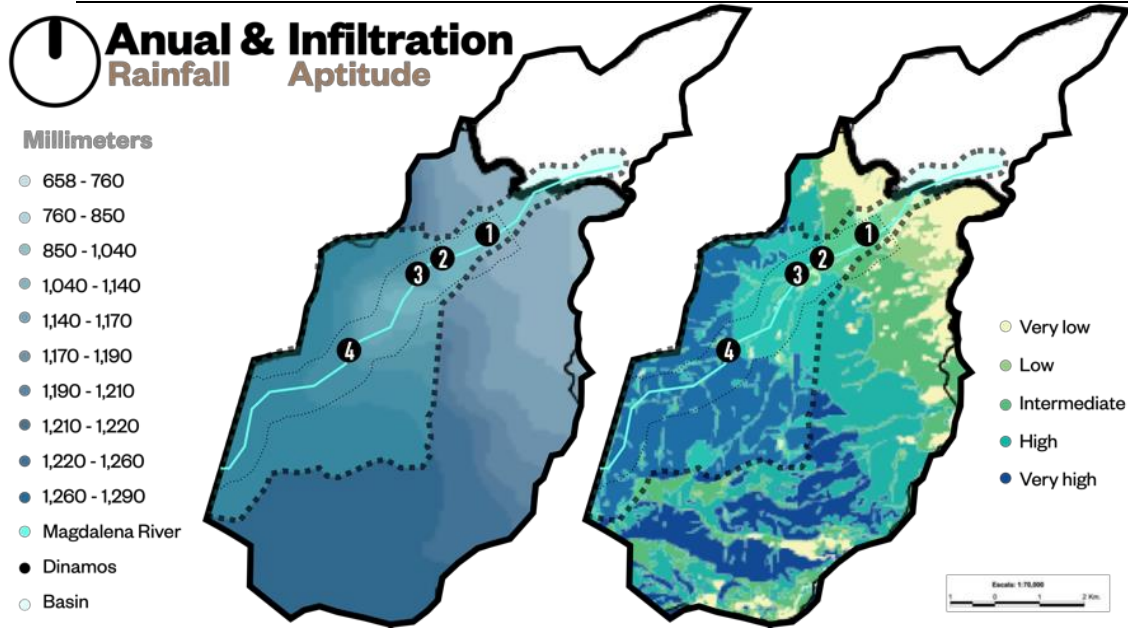 Anual & Infiltration
Rainfall Aptitude
Millimeters
658 - 760
760 - 850
850 - 1,040
1,040 - 1,140
1,140 - 1,170
1,170 - 1,190
1,190 - 1,210
1,210 - 1,220
1,220 - 1,260
1,260 - 1,290
Magdalena River
Dinamos
Basin
1
2
3
4
1
2
3
4
Very low
Low
Intermediate
High
Very high
Escala: 1:70,000
1 0 1 2 Km.